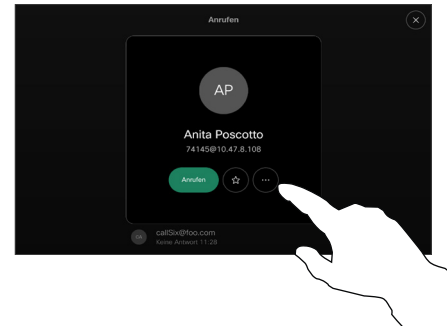 Anrufen
AP
Anita Poscotto
74145@10.47.8.108
Anrufen
callSix@foo.com
Keine Antwort 11:28